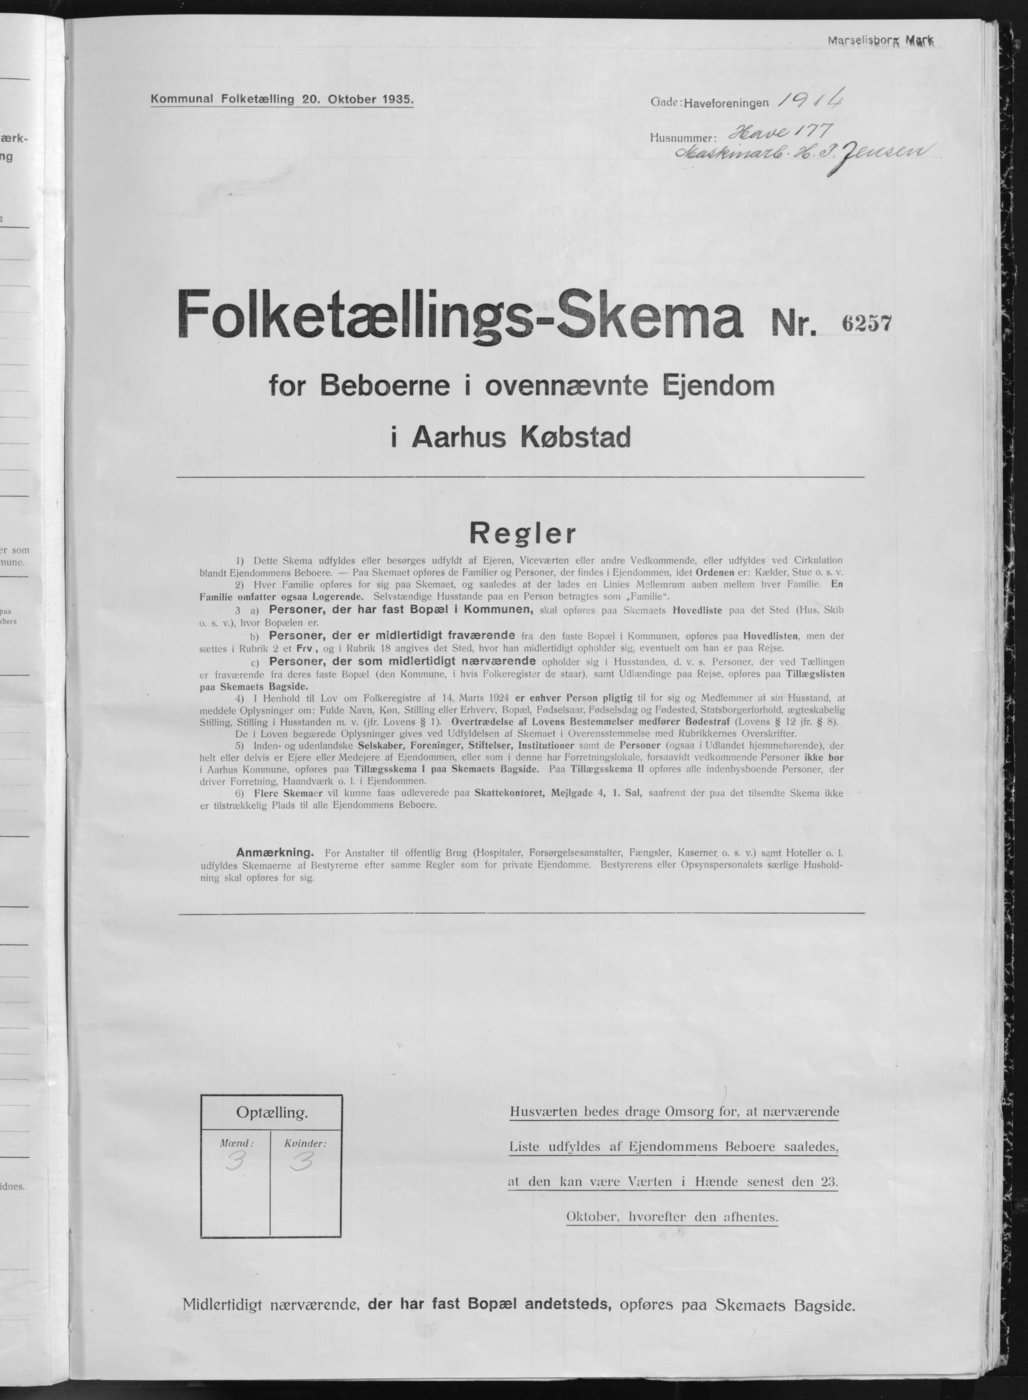 Marselisborg Mark
Kommunal Folketælling 20. Oktober 1935.
Gade: Haveforeningen 1914
Husnummer: Have 177
Maskinarb. H. P. Jensen
Folketællings-Skema Nr. 6257
for Beboerne i ovennævnte Ejendom
i Aarhus Købstad
Regler
1) Dette Skema udfyldes eller besørges udfyldt af Ejeren, Viceværten eller andre Vedkommende, eller udfyldes ved Cirkulation
blandt Ejendommens Beboere. — Paa Skemaet opføres de Familier og Personer, der findes i Ejendommen, idet Ordenen er: Kælder, Stue o. s. v.
2) Hver Familie opføres for sig paa Skemaet, og saaledes at der lades en Linies Mellemrum aaben mellem hver Familie. En
Familie omfatter ogsaa Logerende. Selvstændige Husstande paa en Person betragtes som „Familie“.
3 a) Personer, der har fast Bopæl i Kommunen, skal opføres paa Skemaets Hovedliste paa det Sted (Hus, Skib
o. s. v.), hvor Bopælen er.
b) Personer, der er midlertidigt fraværende fra den faste Bopæl i Kommunen, opføres paa Hovedlisten, men der
sættes i Rubrik 2 et Frv., og i Rubrik 18 angives det Sted, hvor han midlertidigt opholder sig, eventuelt om han er paa Rejse.
c) Personer, der som midlertidigt nærværende opholder sig i Husstanden, d. v. s. Personer, der ved Tællingen
er fraværende fra deres faste Bopæl (den Kommune, i hvis Folkeregister de staar), samt Udlændinge paa Rejse, opføres paa Tillægslisten
paa Skemaets Bagside.
4) I Henhold til Lov om Folkeregistre af 14. Marts 1924 er enhver Person pligtig til for sig og Medlemmer af sin Husstand, at
meddele Oplysninger om: Fulde Navn, Køn, Stilling eller Erhverv, Bopæl, Fødselsaar, Fødselsdag og Fødested, Statsborgerforhold, ægteskabelig
Stilling, Stilling i Husstanden m. v. (jfr. Lovens § 1). Overtrædelse af Lovens Bestemmelser medfører Bødestraf (Lovens § 12 jfr. § 8).
De i Loven begærede Oplysninger gives ved Udfyldelsen af Skemaet i Overensstemmelse med Rubrikkernes Overskrifter.
5) Inden- og udenlandske Selskaber, Foreninger, Stiftelser, Institutioner samt de Personer (ogsaa i Udlandet hjemmehørende), der
helt eller delvis er Ejere eller Medejere af Ejendommen, eller som i denne har Forretningslokale, forsaavidt vedkommende Personer ikke bor
i Aarhus Kommune, opføres paa Tillægsskema I paa Skemaets Bagside. Paa Tillægsskema II opføres alle indenbysboende Personer, der
driver Forretning, Haandværk o. l. i Ejendommen.
6) Flere Skemaer vil kunne faas udleverede paa Skattekontoret, Mejlgade 4, 1. Sal, saafremt der paa det tilsendte Skema ikke
er tilstrækkelig Plads til alle Ejendommens Beboere.
Anmærkning. For Anstalter til offentlig Brug (Hospitaler, Forsørgelsesanstalter, Fængsler, Kaserner o. s. v.) samt Hoteller o. l.
udfyldes Skemaerne af Bestyrerne efter samme Regler som for private Ejendomme. Bestyrerens eller Opsynspersonalets særlige Hushold-
ning skal opføres for sig.
Optælling.
Mænd: Kvinder:
3 3
Husværten bedes drage Omsorg for, at nærværende
Liste udfyldes af Ejendommens Beboere saaledes,
at den kan være Værten i Hænde senest den 23.
Oktober, hvorefter den afhentes.
Midlertidigt nærværende, der har fast Bopæl andetsteds, opføres paa Skemaets Bagside.